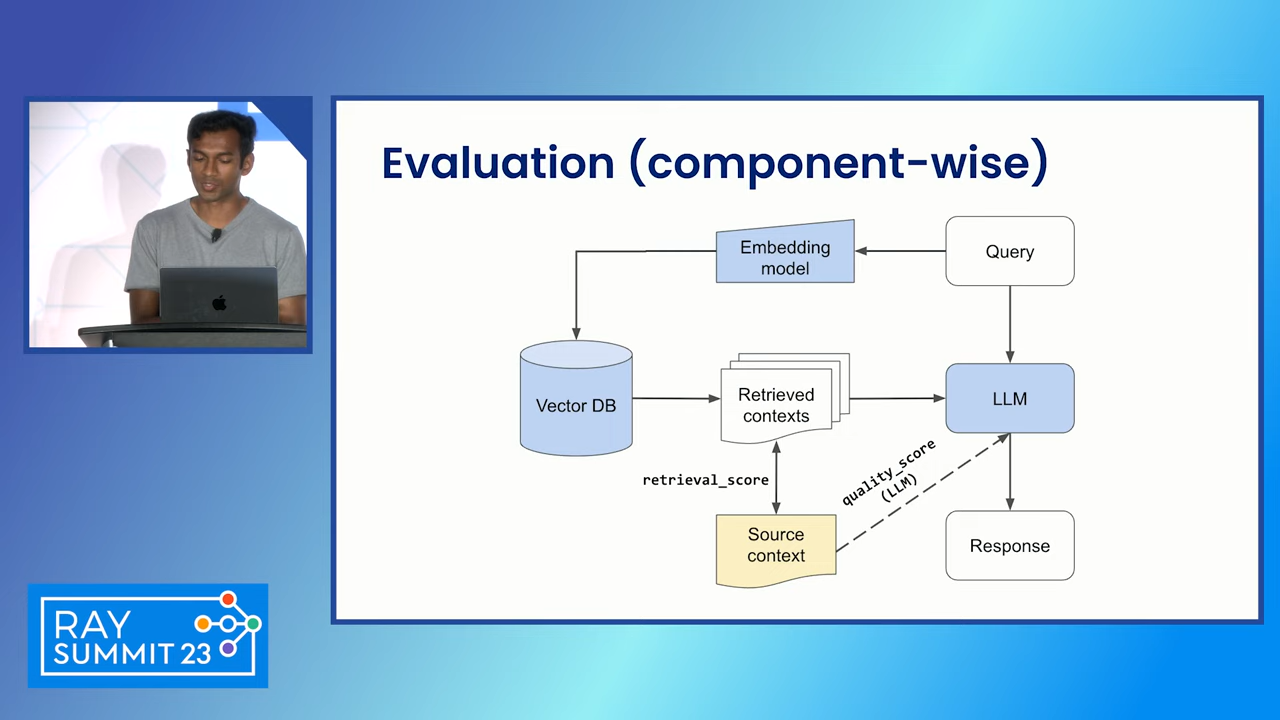 Evaluation (component-wise)
Embedding
model
Query
Vector DB
Retrieved
contexts
LLM
retrieval_score
quality_score
(LLM)
Source
context
Response
RAY
SUMMIT 23